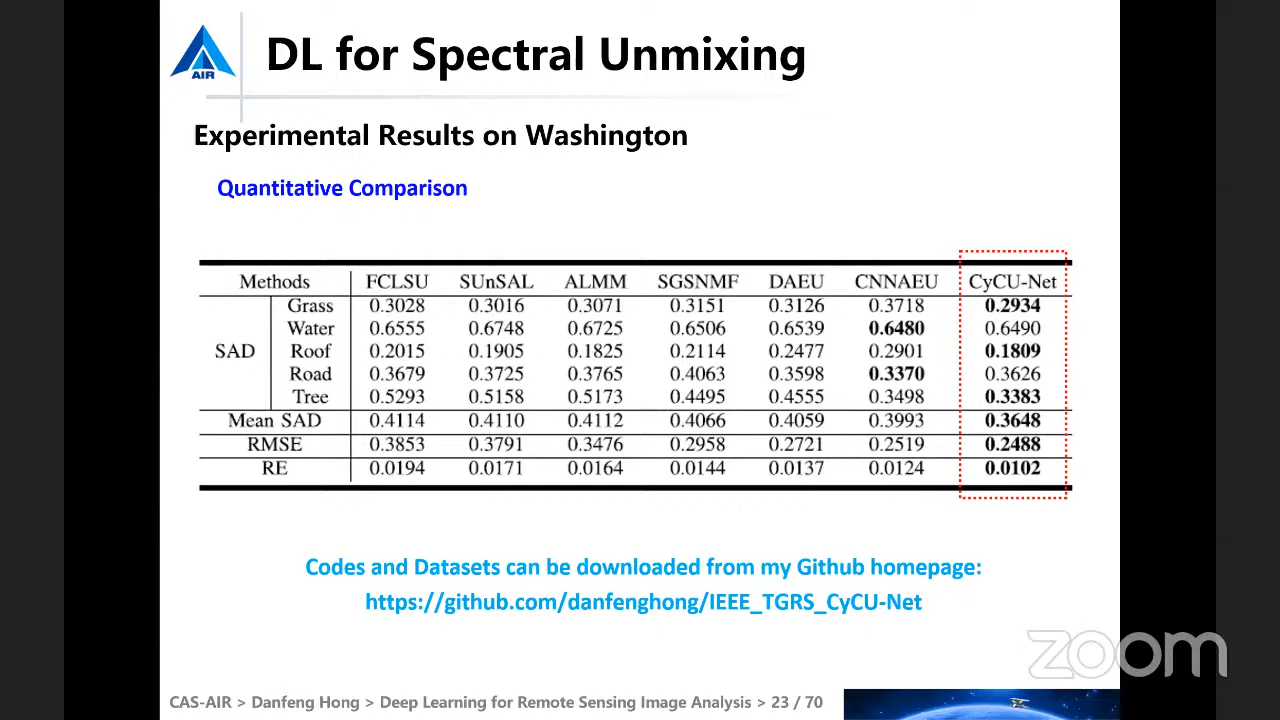 AIR
DL for Spectral Unmixing
Experimental Results on Washington
Quantitative Comparison
Methods FCLSU SUnSAL ALMM SGSNMF DAEU CNNAEU CyCU-Net
SAD Grass 0.3028 0.3016 0.3071 0.3151 0.3126 0.3718 0.2934
Water 0.6555 0.6748 0.6725 0.6506 0.6539 0.6480 0.6490
Roof 0.2015 0.1905 0.1825 0.2114 0.2477 0.2901 0.1809
Road 0.3679 0.3725 0.3765 0.4063 0.3598 0.3370 0.3626
Tree 0.5293 0.5158 0.5173 0.4495 0.4555 0.3498 0.3383
Mean SAD 0.4114 0.4110 0.4112 0.4066 0.4059 0.3993 0.3648
RMSE 0.3853 0.3791 0.3476 0.2958 0.2721 0.2519 0.2488
RE 0.0194 0.0171 0.0164 0.0144 0.0137 0.0124 0.0102
Codes and Datasets can be downloaded from my Github homepage:
https://github.com/danfenghong/IEEE_TGRS_CyCU-Net
zoom
CAS-AIR > Danfeng Hong > Deep Learning for Remote Sensing Image Analysis > 23 / 70